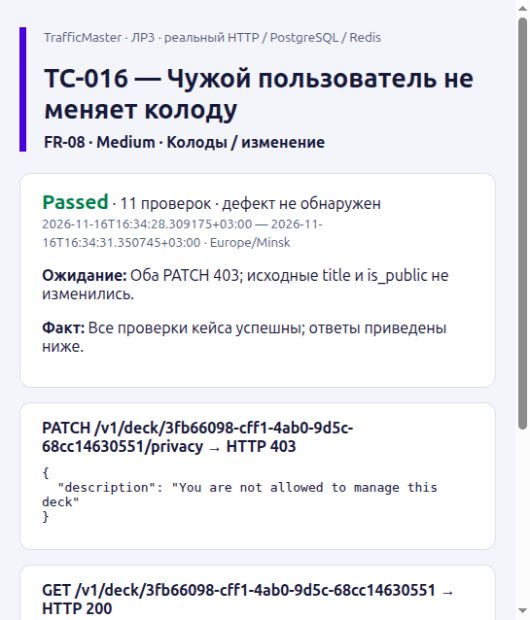 TrafficMaster · ЛР3 · реальный HTTP / PostgreSQL / Redis
TC-016 — Чужой пользователь не
меняет колоду
FR-08 · Medium · Колоды / изменение
Passed · 11 проверок · дефект не обнаружен
2026-11-16T16:34:28.309175+03:00 — 2026-11-
16T16:34:31.350745+03:00 · Europe/Minsk
Ожидание: Оба PATCH 403; исходные title и is_public не
изменились.
Факт: Все проверки кейса успешны; ответы приведены
ниже.
PATCH /v1/deck/3fb66098-cff1-4ab0-9d5c-
68cc14630551/privacy → HTTP 403
{
  "description": "You are not allowed to manage this
deck"
}
GET /v1/deck/3fb66098-cff1-4ab0-9d5c-68cc14630551 →
HTTP 200